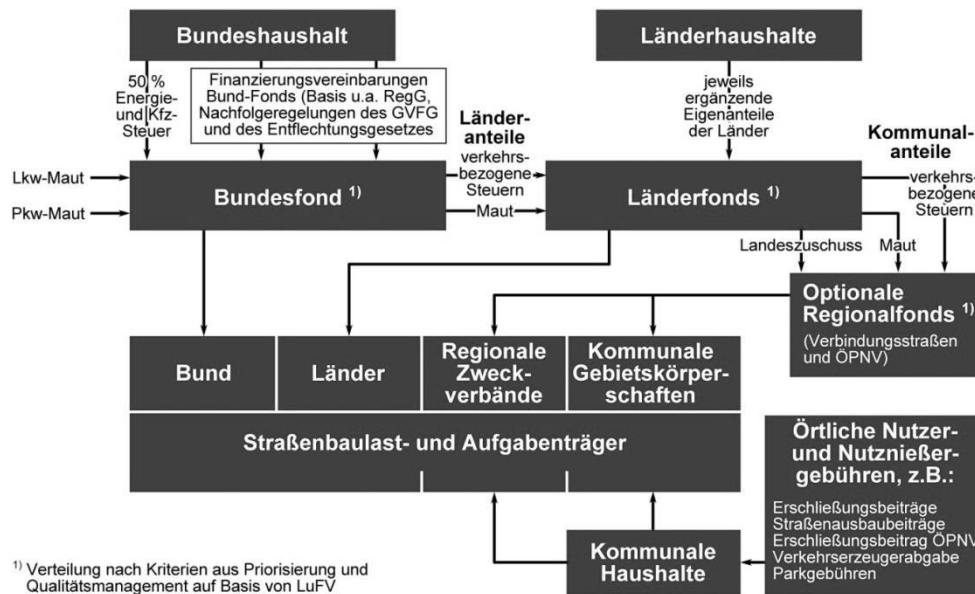 Bundeshaushalt
Länderhaushalte
50 %
Energie-
und Kfz-
Steuer
Finanzierungsvereinbarungen
Bund-Fonds (Basis u.a. RegG,
Nachfolgeregelungen des GVFG
und des Entflechtungsgesetzes
jeweils
ergänzende
Eigenanteile
der Länder
Länder-
anteile
verkehrs-
bezogene
Steuern
Maut
Kommunal-
anteile
verkehrs-
bezogene
Steuern
Lkw-Maut
Pkw-Maut
Bundesfond 1)
Länderfonds 1)
Landeszuschuss
Maut
Optionale
Regionalfonds 1)
(Verbindungsstraßen
und ÖPNV)
Bund
Länder
Regionale
Zweck-
verbände
Kommunale
Gebietskörper-
schaften
Straßenbaulast- und Aufgabenträger
Örtliche Nutzer-
und Nutznießer-
gebühren, z.B.:
Erschließungsbeiträge
Straßenausbaubeiträge
Erschließungsbeitrag ÖPNV
Verkehrserzeugerabgabe
Parkgebühren
Kommunale
Haushalte
1) Verteilung nach Kriterien aus Priorisierung und
Qualitätsmanagement auf Basis von LuFV